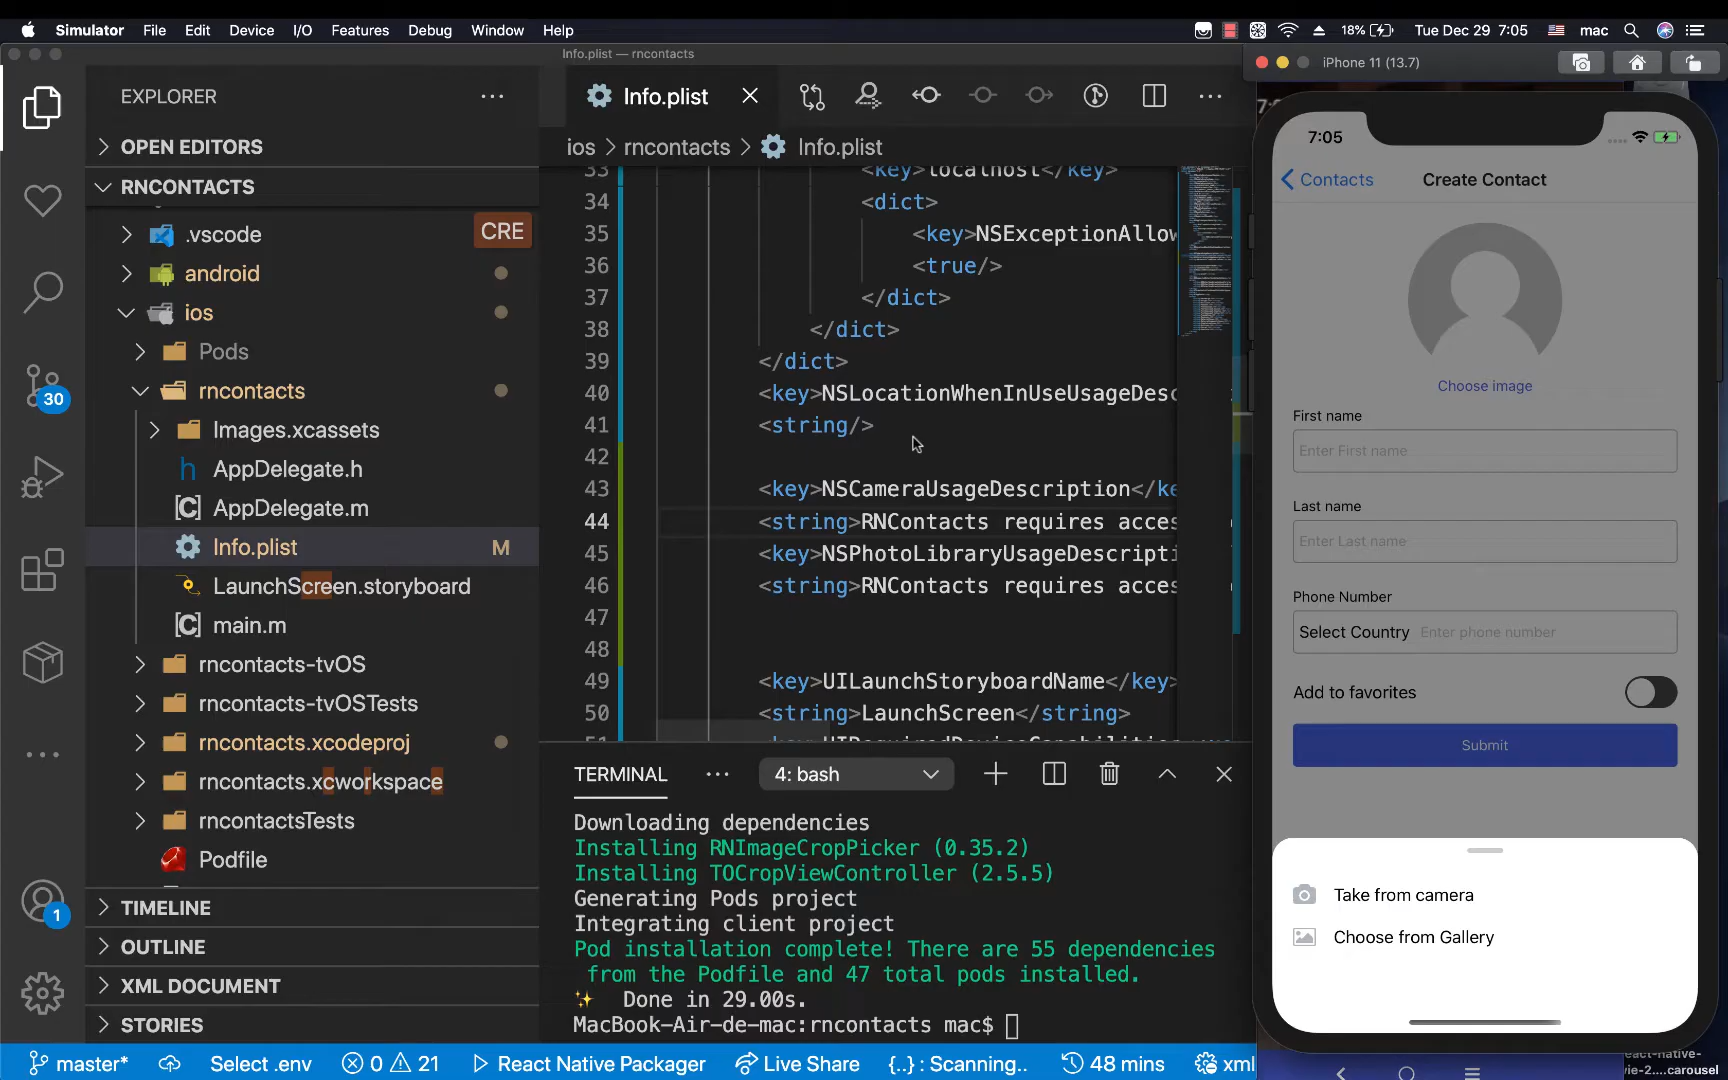 Simulator File Edit Device I/O Features Debug Window Help 18% Tue Dec 29 7:05 mac
Info.plist — rncontacts
iPhone 11 (13.7)
EXPLORER
OPEN EDITORS
RNCONTACTS
.vscode
CRE
android
ios
Pods
rncontacts
Images.xcassets
h AppDelegate.h
[C] AppDelegate.m
Info.plist M
LaunchScreen.storyboard
[C] main.m
rncontacts-tvOS
rncontacts-tvOSTests
rncontacts.xcodeproj
rncontacts.xcworkspace
rncontactsTests
Podfile
TIMELINE
OUTLINE
XML DOCUMENT
STORIES
30
1
Info.plist
ios > rncontacts > Info.plist
33 <key>localhost</key>
34 <dict>
35 <key>NSExceptionAllow
36 <true/>
37 </dict>
38 </dict>
39 </dict>
40 <key>NSLocationWhenInUseUsageDesc
41 <string/>
42
43 <key>NSCameraUsageDescription</ke
44 <string>RNContacts requires acces
45 <key>NSPhotoLibraryUsageDescripti
46 <string>RNContacts requires acces
47
48
49 <key>UILaunchStoryboardName</key>
50 <string>LaunchScreen</string>
TERMINAL
4: bash
Downloading dependencies
Installing RNImageCropPicker (0.35.2)
Installing TOCropViewController (2.5.5)
Generating Pods project
Integrating client project
Pod installation complete! There are 55 dependencies
from the Podfile and 47 total pods installed.
✨ Done in 29.00s.
MacBook-Air-de-mac:rncontacts mac$
7:05
Contacts
Create Contact
Choose image
First name
Enter First name
Last name
Enter Last name
Phone Number
Select Country Enter phone number
Add to favorites
Submit
Take from camera
Choose from Gallery
master* Select .env 0 21 React Native Packager Live Share {..} : Scanning.. 48 mins xml